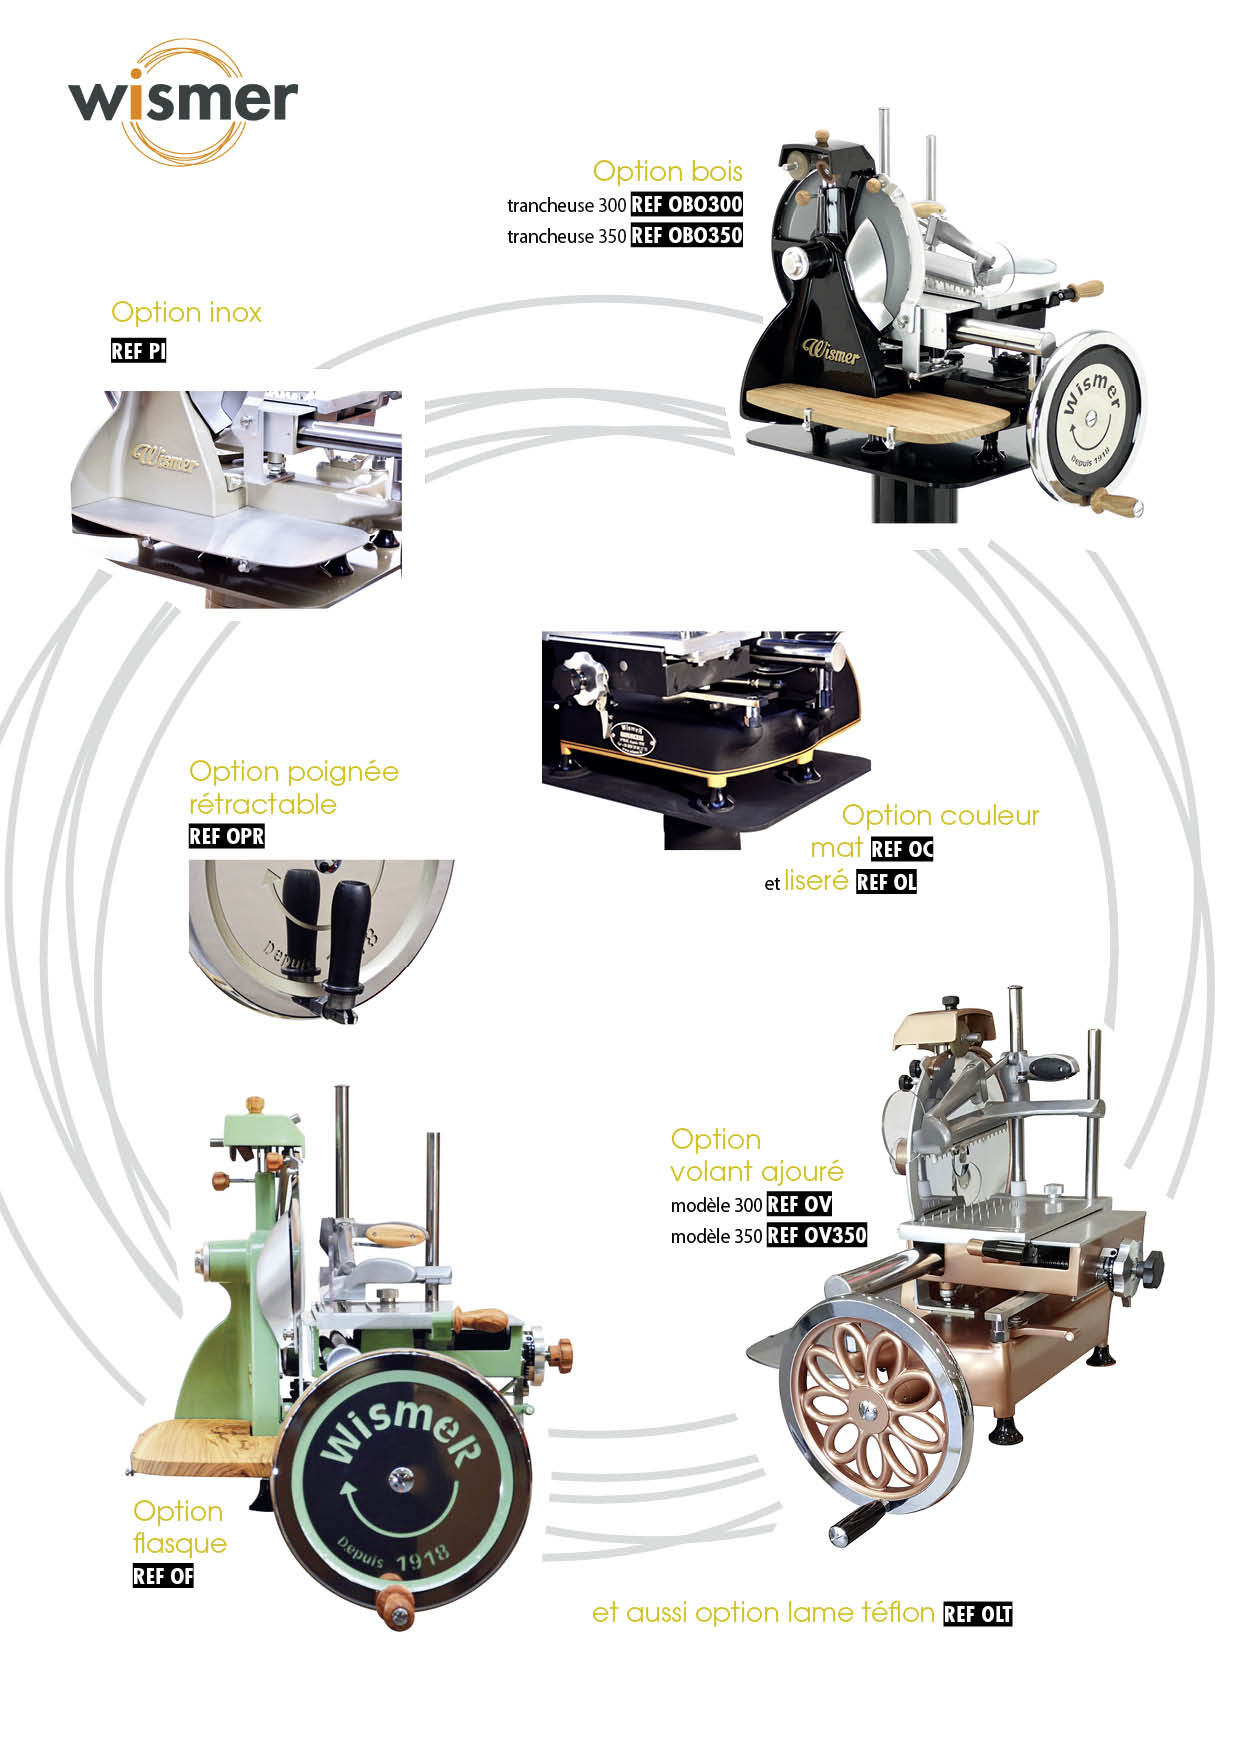 wismer
Option bois
trancheuse 300 REF OBO300
trancheuse 350 REF OBO350
Wismer
Wismer
Depuis 1918
Option inox
REF PI
Wismer
Wismer
Option poignée
rétractable
REF OPR
Depuis
Option couleur
mat REF OC
et liseré REF OL
Option
volant ajouré
modèle 300 REF OV
modèle 350 REF OV350
WismeR
Depuis 1918
Option
flasque
REF OF
et aussi option lame téflon REF OLT